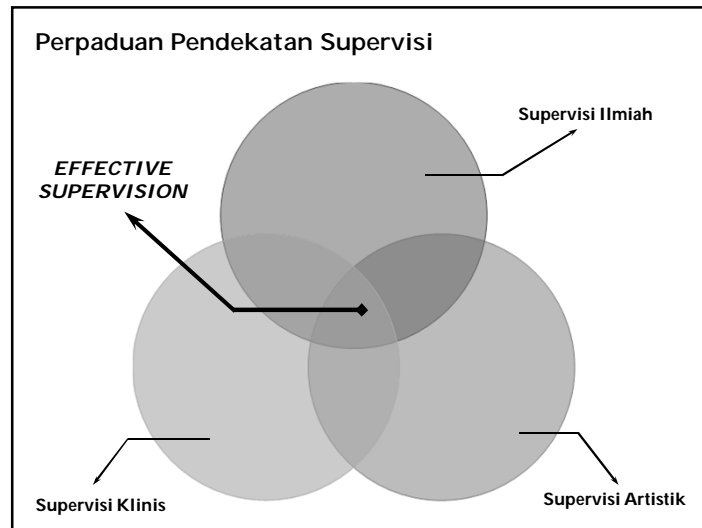 Perpaduan Pendekatan Supervisi
Supervisi Ilmiah
EFFECTIVE
SUPERVISION
Supervisi Klinis
Supervisi Artistik